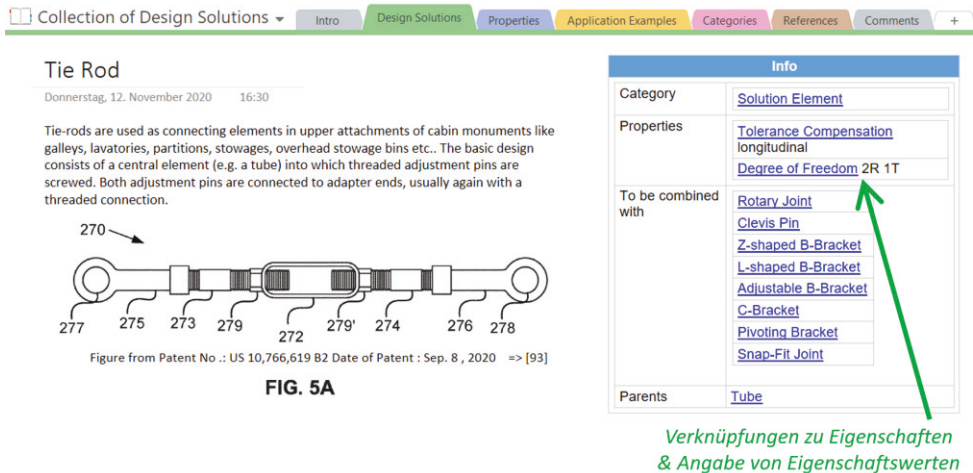 Collection of Design Solutions
Intro
Design Solutions
Properties
Application Examples
Categories
References
Comments
+
Tie Rod
Donnerstag, 12. November 2020 16:30
Tie-rods are used as connecting elements in upper attachments of cabin monuments like
galleys, lavatories, partitions, stowages, overhead stowage bins etc.. The basic design
consists of a central element (e.g. a tube) into which threaded adjustment pins are
screwed. Both adjustment pins are connected to adapter ends, usually again with a
threaded connection.
270
277 275 273 279 272 279' 274 276 278
Figure from Patent No .: US 10,766,619 B2 Date of Patent : Sep. 8 , 2020 => [93]
FIG. 5A
Info
Category
Solution Element
Properties
Tolerance Compensation
longitudinal
Degree of Freedom 2R 1T
To be combined
with
Rotary Joint
Clevis Pin
Z-shaped B-Bracket
L-shaped B-Bracket
Adjustable B-Bracket
C-Bracket
Pivoting Bracket
Snap-Fit Joint
Parents
Tube
Verknüpfungen zu Eigenschaften
& Angabe von Eigenschaftswerten